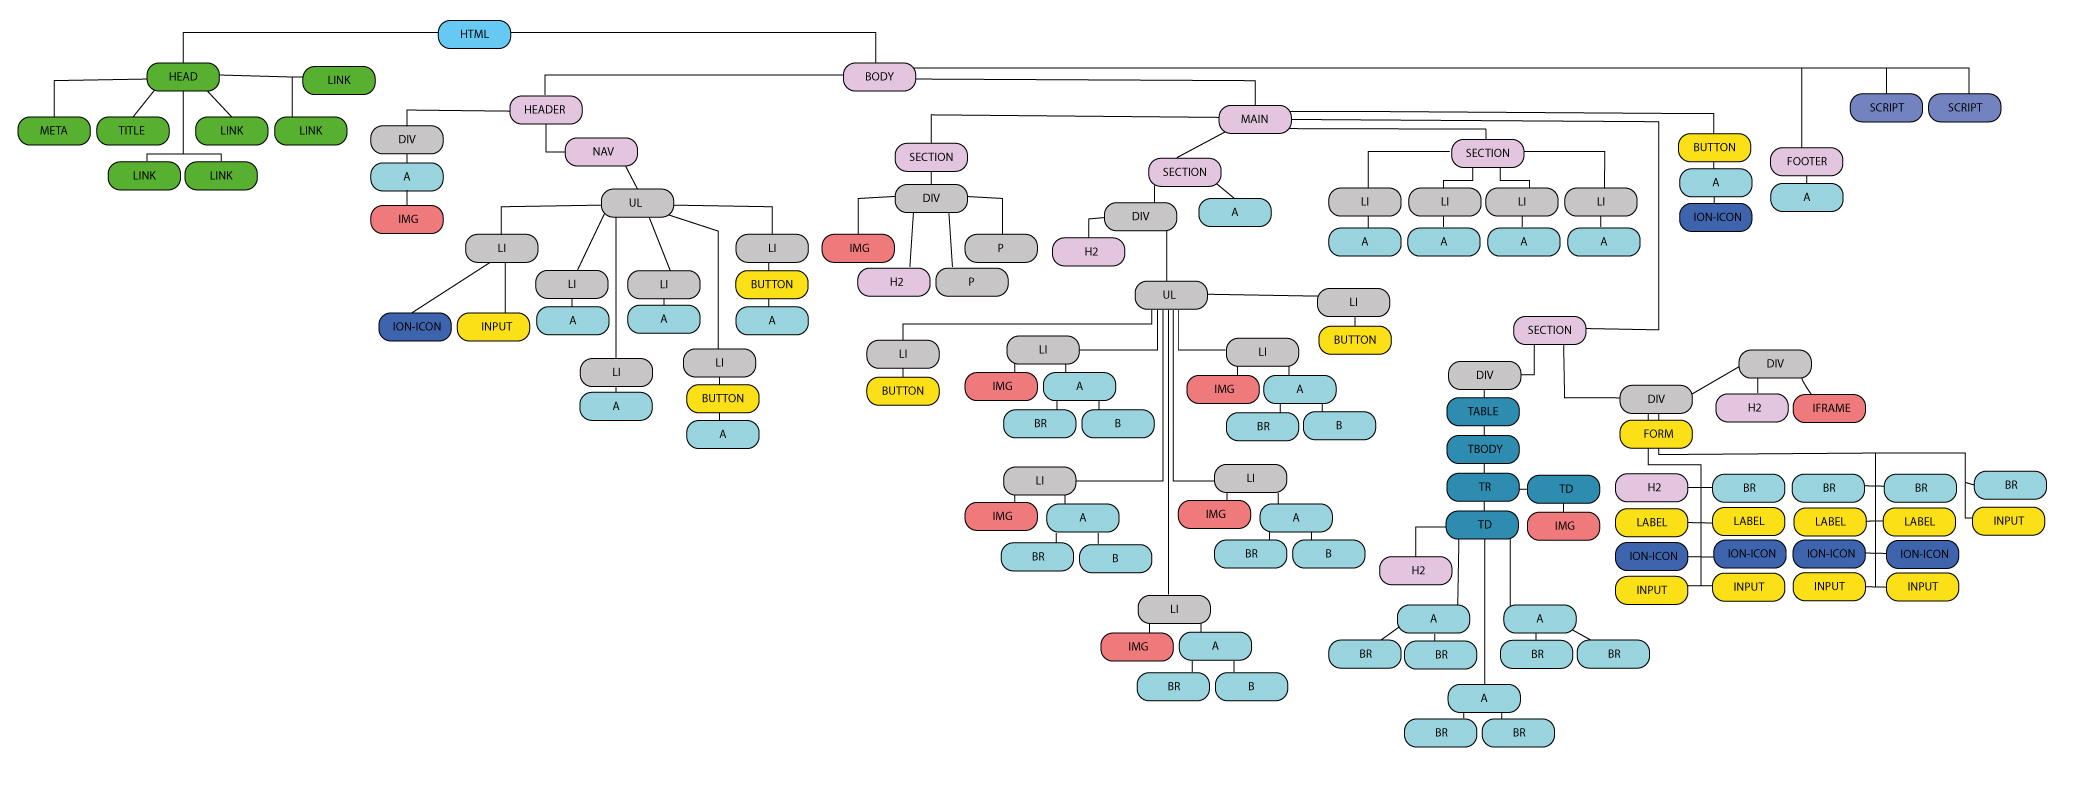 HTML
HEAD
LINK
META
TITLE
LINK
LINK
LINK
LINK
BODY
HEADER
DIV
A
IMG
NAV
UL
LI
ION-ICON
INPUT
LI
A
LI
A
LI
A
LI
BUTTON
A
LI
BUTTON
A
MAIN
SECTION
DIV
IMG
H2
P
P
SECTION
DIV
A
H2
UL
LI
BUTTON
LI
IMG
A
BR
B
LI
IMG
A
BR
B
LI
BUTTON
LI
IMG
A
BR
B
LI
IMG
A
BR
B
LI
IMG
A
BR
B
SECTION
LI
A
LI
A
LI
A
LI
A
SECTION
DIV
TABLE
TBODY
TR
TD
IMG
TD
H2
A
BR
BR
A
BR
BR
A
BR
BR
DIV
H2
IFRAME
DIV
FORM
H2
BR
BR
BR
BR
LABEL
LABEL
LABEL
LABEL
INPUT
ION-ICON
ION-ICON
ION-ICON
ION-ICON
INPUT
INPUT
INPUT
INPUT
BUTTON
A
ION-ICON
FOOTER
A
SCRIPT
SCRIPT